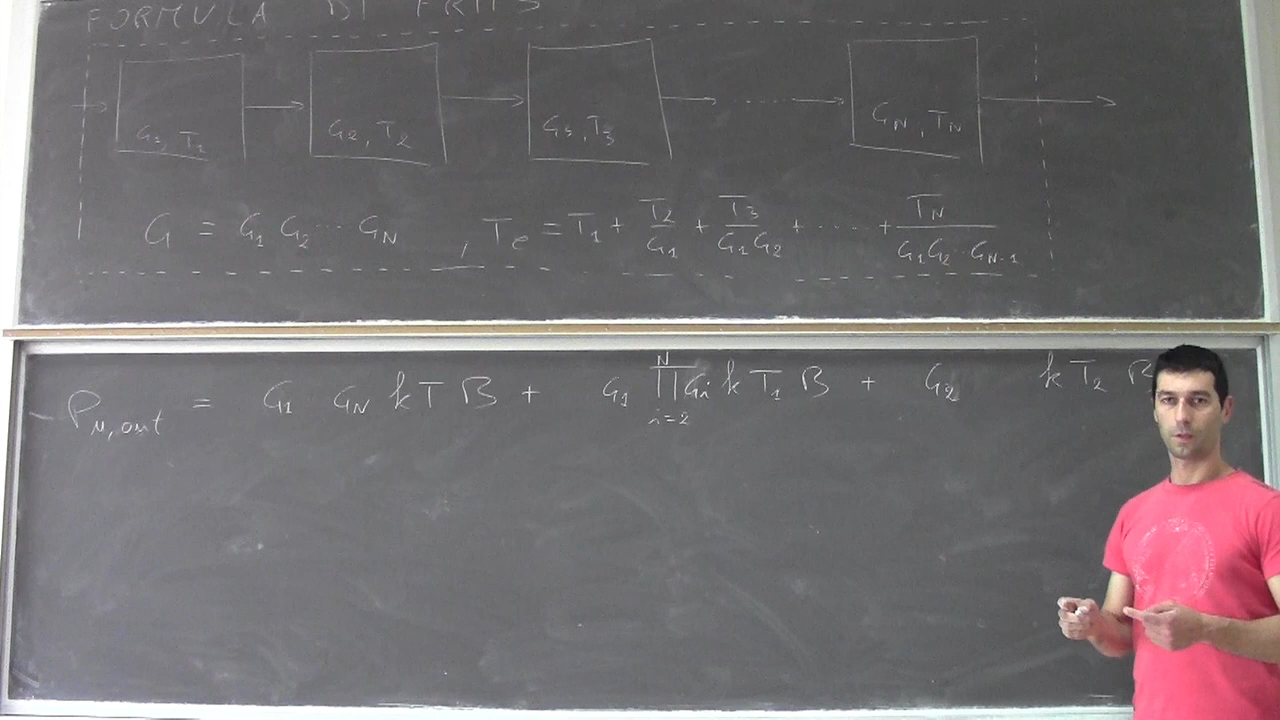 FORMULA DI FRIIS
G1, T1 G2, T2 G3, T3 GN, TN
G = G1 G2 ··· GN , Te = T1 + T2/G1 + T3/G1G2 + ····· + TN/G1G2···GN-1
PN,out = G1 GN kTB + G1 ∏_{i=2}^{N} Gi k T1 B + G2 k T2 B